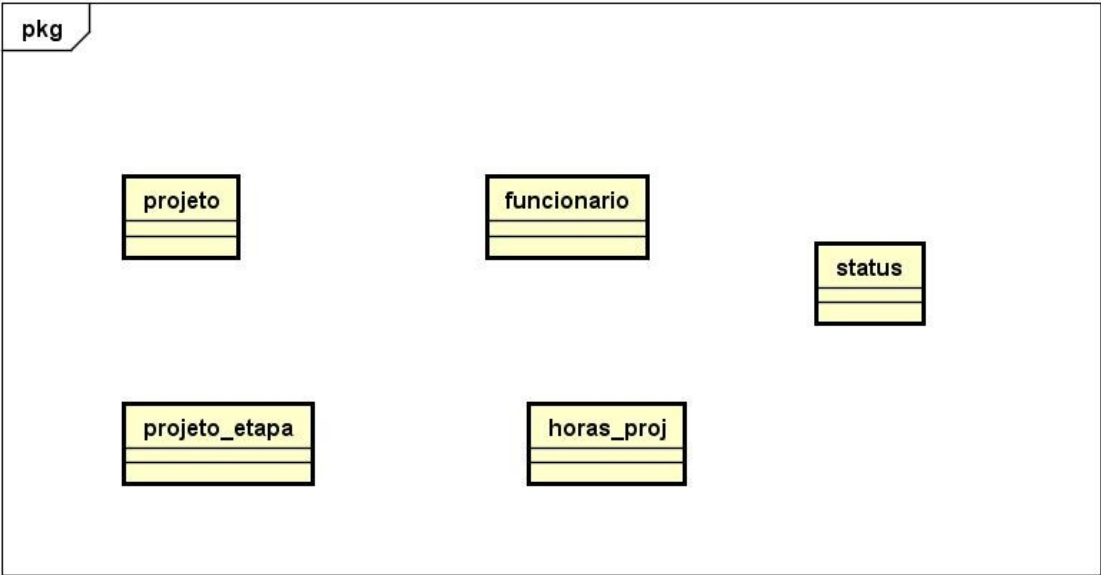 pkg
projeto
funcionario
status
projeto_etapa
horas_proj